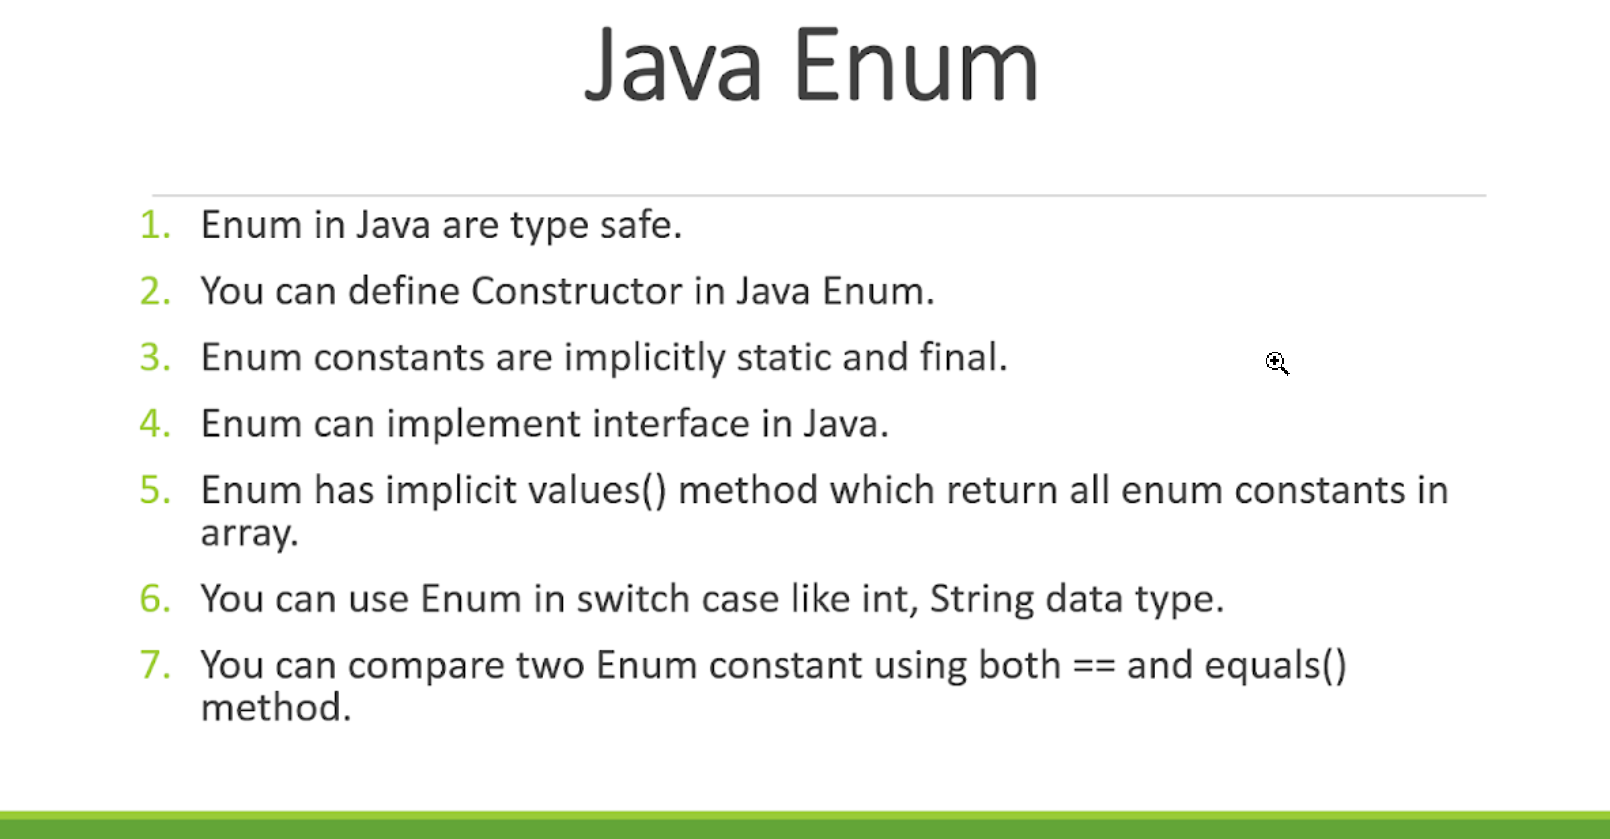 Java Enum
1. Enum in Java are type safe.
2. You can define Constructor in Java Enum.
3. Enum constants are implicitly static and final.
4. Enum can implement interface in Java.
5. Enum has implicit values() method which return all enum constants in
array.
6. You can use Enum in switch case like int, String data type.
7. You can compare two Enum constant using both == and equals()
method.